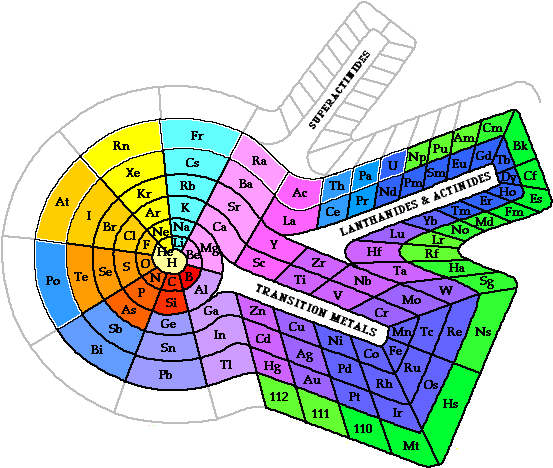 SUPERACTINIDES
Rn
Fr
Ra
Ac
Th
Pa
U
Np
Pu
Am
Cm
Bk
Cf
Es
Fm
Md
No
Lr
Rf
Ha
Sg
Ns
Hs
Mt
110
111
112
At
Xe
Cs
Ba
La
Ce
Pr
Nd
Pm
Sm
Eu
Gd
Tb
Dy
Ho
Er
Tm
Yb
Lu
Hf
Ta
W
Re
Os
Ir
Pt
Au
Hg
Tl
Pb
Bi
Po
I
Kr
Rb
Sr
Y
Zr
Nb
Mo
Tc
Ru
Rh
Pd
Ag
Cd
In
Sn
Sb
Te
Br
Ar
K
Ca
Sc
Ti
V
Cr
Mn
Fe
Co
Ni
Cu
Zn
Ga
Ge
As
Se
Cl
Ne
Na
Mg
Al
Si
P
S
F
He
Li
Be
B
C
N
O
H
LANTHANIDES & ACTINIDES
TRANSITION METALS